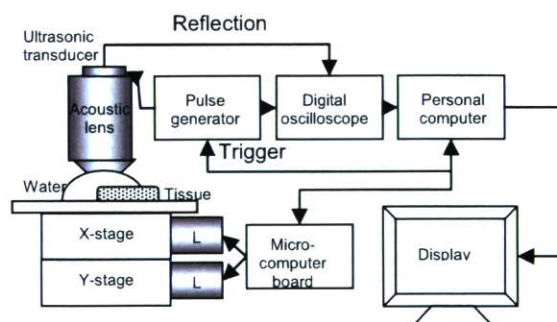 Reflection
Ultrasonic
transducer
Acoustic
lens
Pulse
generator
Digital
oscilloscope
Personal
computer
Trigger
Water
Tissue
X-stage
L
Y-stage
L
Micro-
computer
board
Display